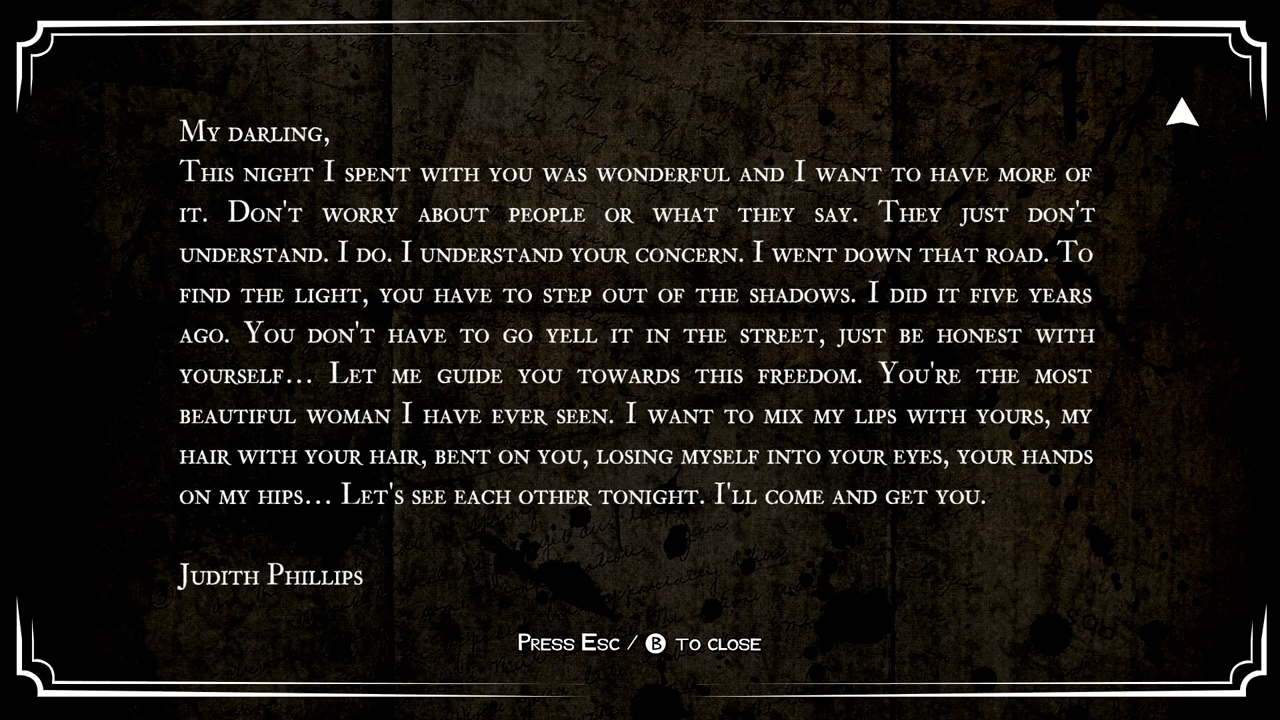 My darling,
This night I spent with you was wonderful and I want to have more of
it. Don't worry about people or what they say. They just don't
understand. I do. I understand your concern. I went down that road. To
find the light, you have to step out of the shadows. I did it five years
ago. You don't have to go yell it in the street, just be honest with
yourself... Let me guide you towards this freedom. You're the most
beautiful woman I have ever seen. I want to mix my lips with yours, my
hair with your hair, bent on you, losing myself into your eyes, your hands
on my hips... Let's see each other tonight. I'll come and get you.
Judith Phillips
Press Esc / B to close